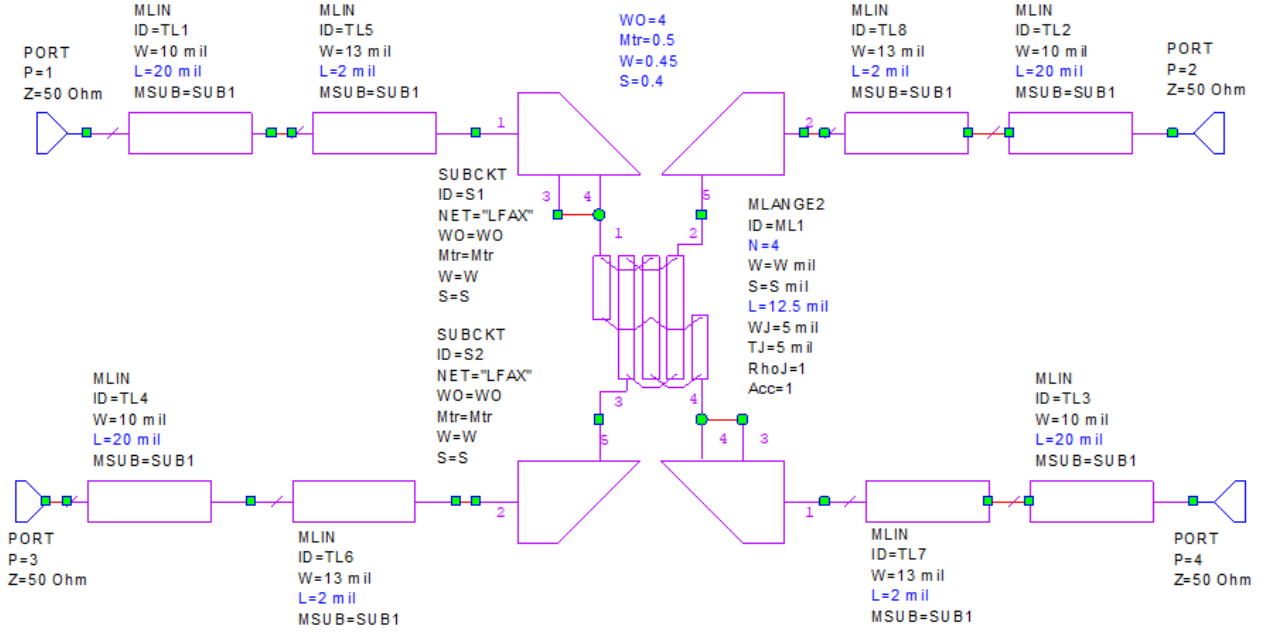 MLIN
ID=TL1
W=10 mil
L=20 mil
MSUB=SUB1
MLIN
ID=TL5
W=13 mil
L=2 mil
MSUB=SUB1
WO=4
Mtr=0.5
W=0.45
S=0.4
MLIN
ID=TL8
W=13 mil
L=2 mil
MSUB=SUB1
MLIN
ID=TL2
W=10 mil
L=20 mil
MSUB=SUB1
PORT
P=1
Z=50 Ohm
PORT
P=2
Z=50 Ohm
1
2
3
4
5
SUBCKT
ID=S1
NET="LFAX"
WO=WO
Mtr=Mtr
W=W
S=S
1
2
MLANGE2
ID=ML1
N=4
W=W mil
S=S mil
L=12.5 mil
WJ=5 mil
TJ=5 mil
RhoJ=1
Acc=1
SUBCKT
ID=S2
NET="LFAX"
WO=WO
Mtr=Mtr
W=W
S=S
3
4
5
4
3
2
1
MLIN
ID=TL4
W=10 mil
L=20 mil
MSUB=SUB1
MLIN
ID=TL3
W=10 mil
L=20 mil
MSUB=SUB1
PORT
P=3
Z=50 Ohm
MLIN
ID=TL6
W=13 mil
L=2 mil
MSUB=SUB1
MLIN
ID=TL7
W=13 mil
L=2 mil
MSUB=SUB1
PORT
P=4
Z=50 Ohm